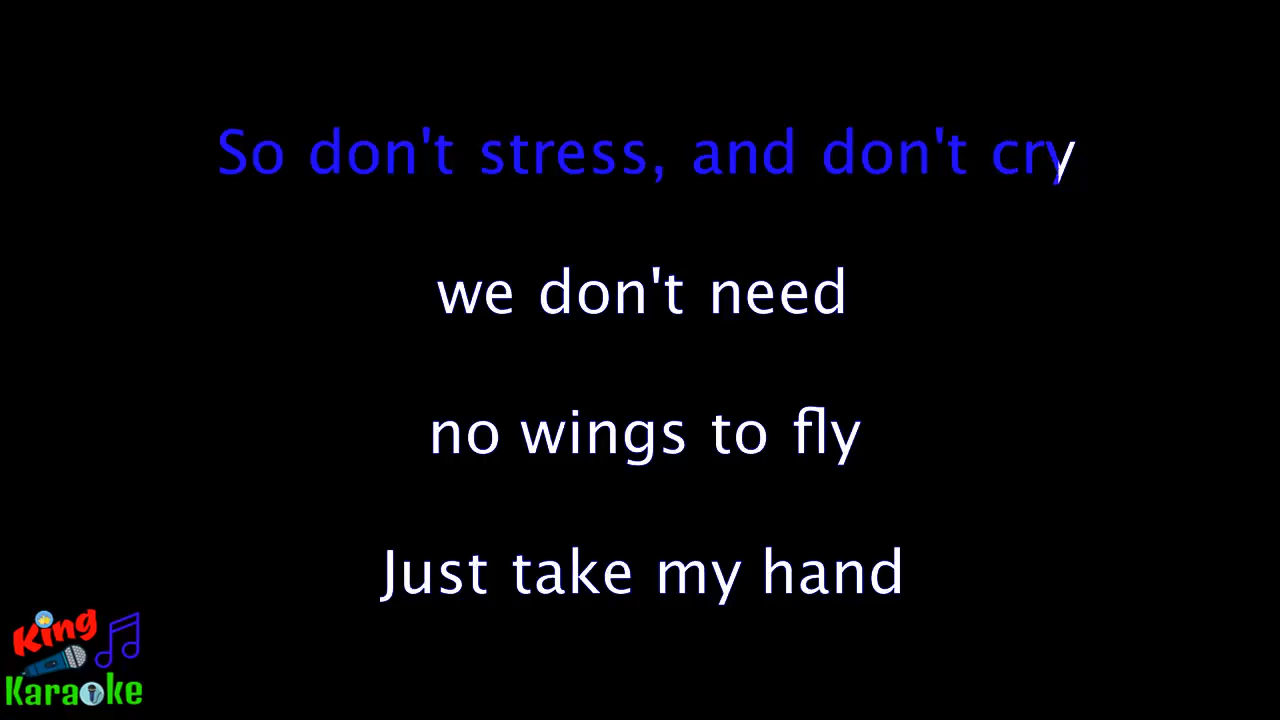 So don't stress, and don't cry
we don't need
no wings to fly
Just take my hand
King
Karaoke